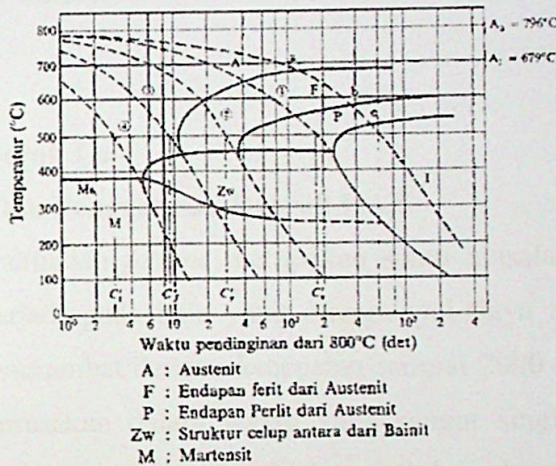 A₃ = 796°C
A₁ = 679°C
800
700
600
500
400
300
200
100
Temperatur (°C)
A
a
F
b
P
c
I
Ms
M
Zw
10⁰ 2 4 6 10 2 4 6 10² 2 4 6 10³ 2 4
Waktu pendinginan dari 800°C (det)
A : Austenit
F : Endapan ferit dari Austenit
P : Endapan Perlit dari Austenit
Zw : Struktur celup antara dari Bainit
M : Martensit